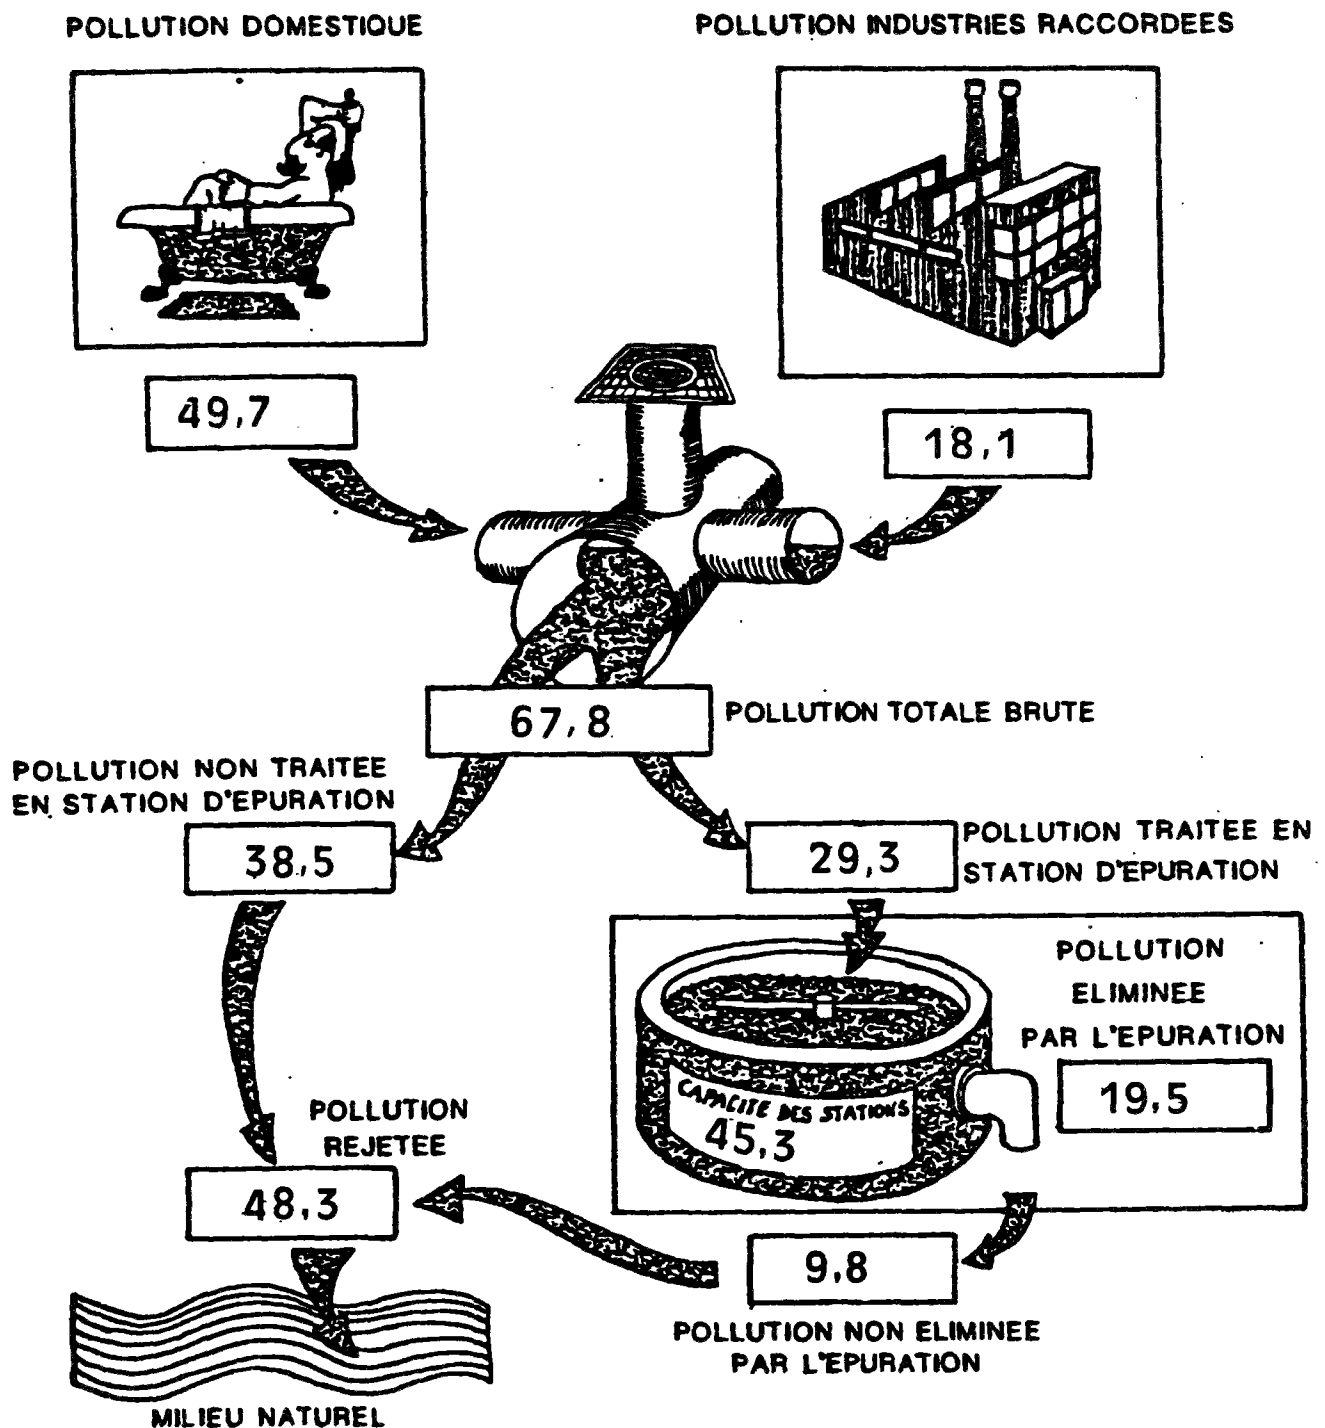 POLLUTION DOMESTIQUE
POLLUTION INDUSTRIES RACCORDEES
49,7
18,1
67,8
POLLUTION TOTALE BRUTE
POLLUTION NON TRAITEE
EN STATION D'EPURATION
38,5
29,3
POLLUTION TRAITEE EN
STATION D'EPURATION
POLLUTION
ELIMINEE
PAR L'EPURATION
19,5
CAPACITE DES STATIONS
45,3
POLLUTION
REJETEE
48,3
9,8
POLLUTION NON ELIMINEE
PAR L'EPURATION
MILIEU NATUREL